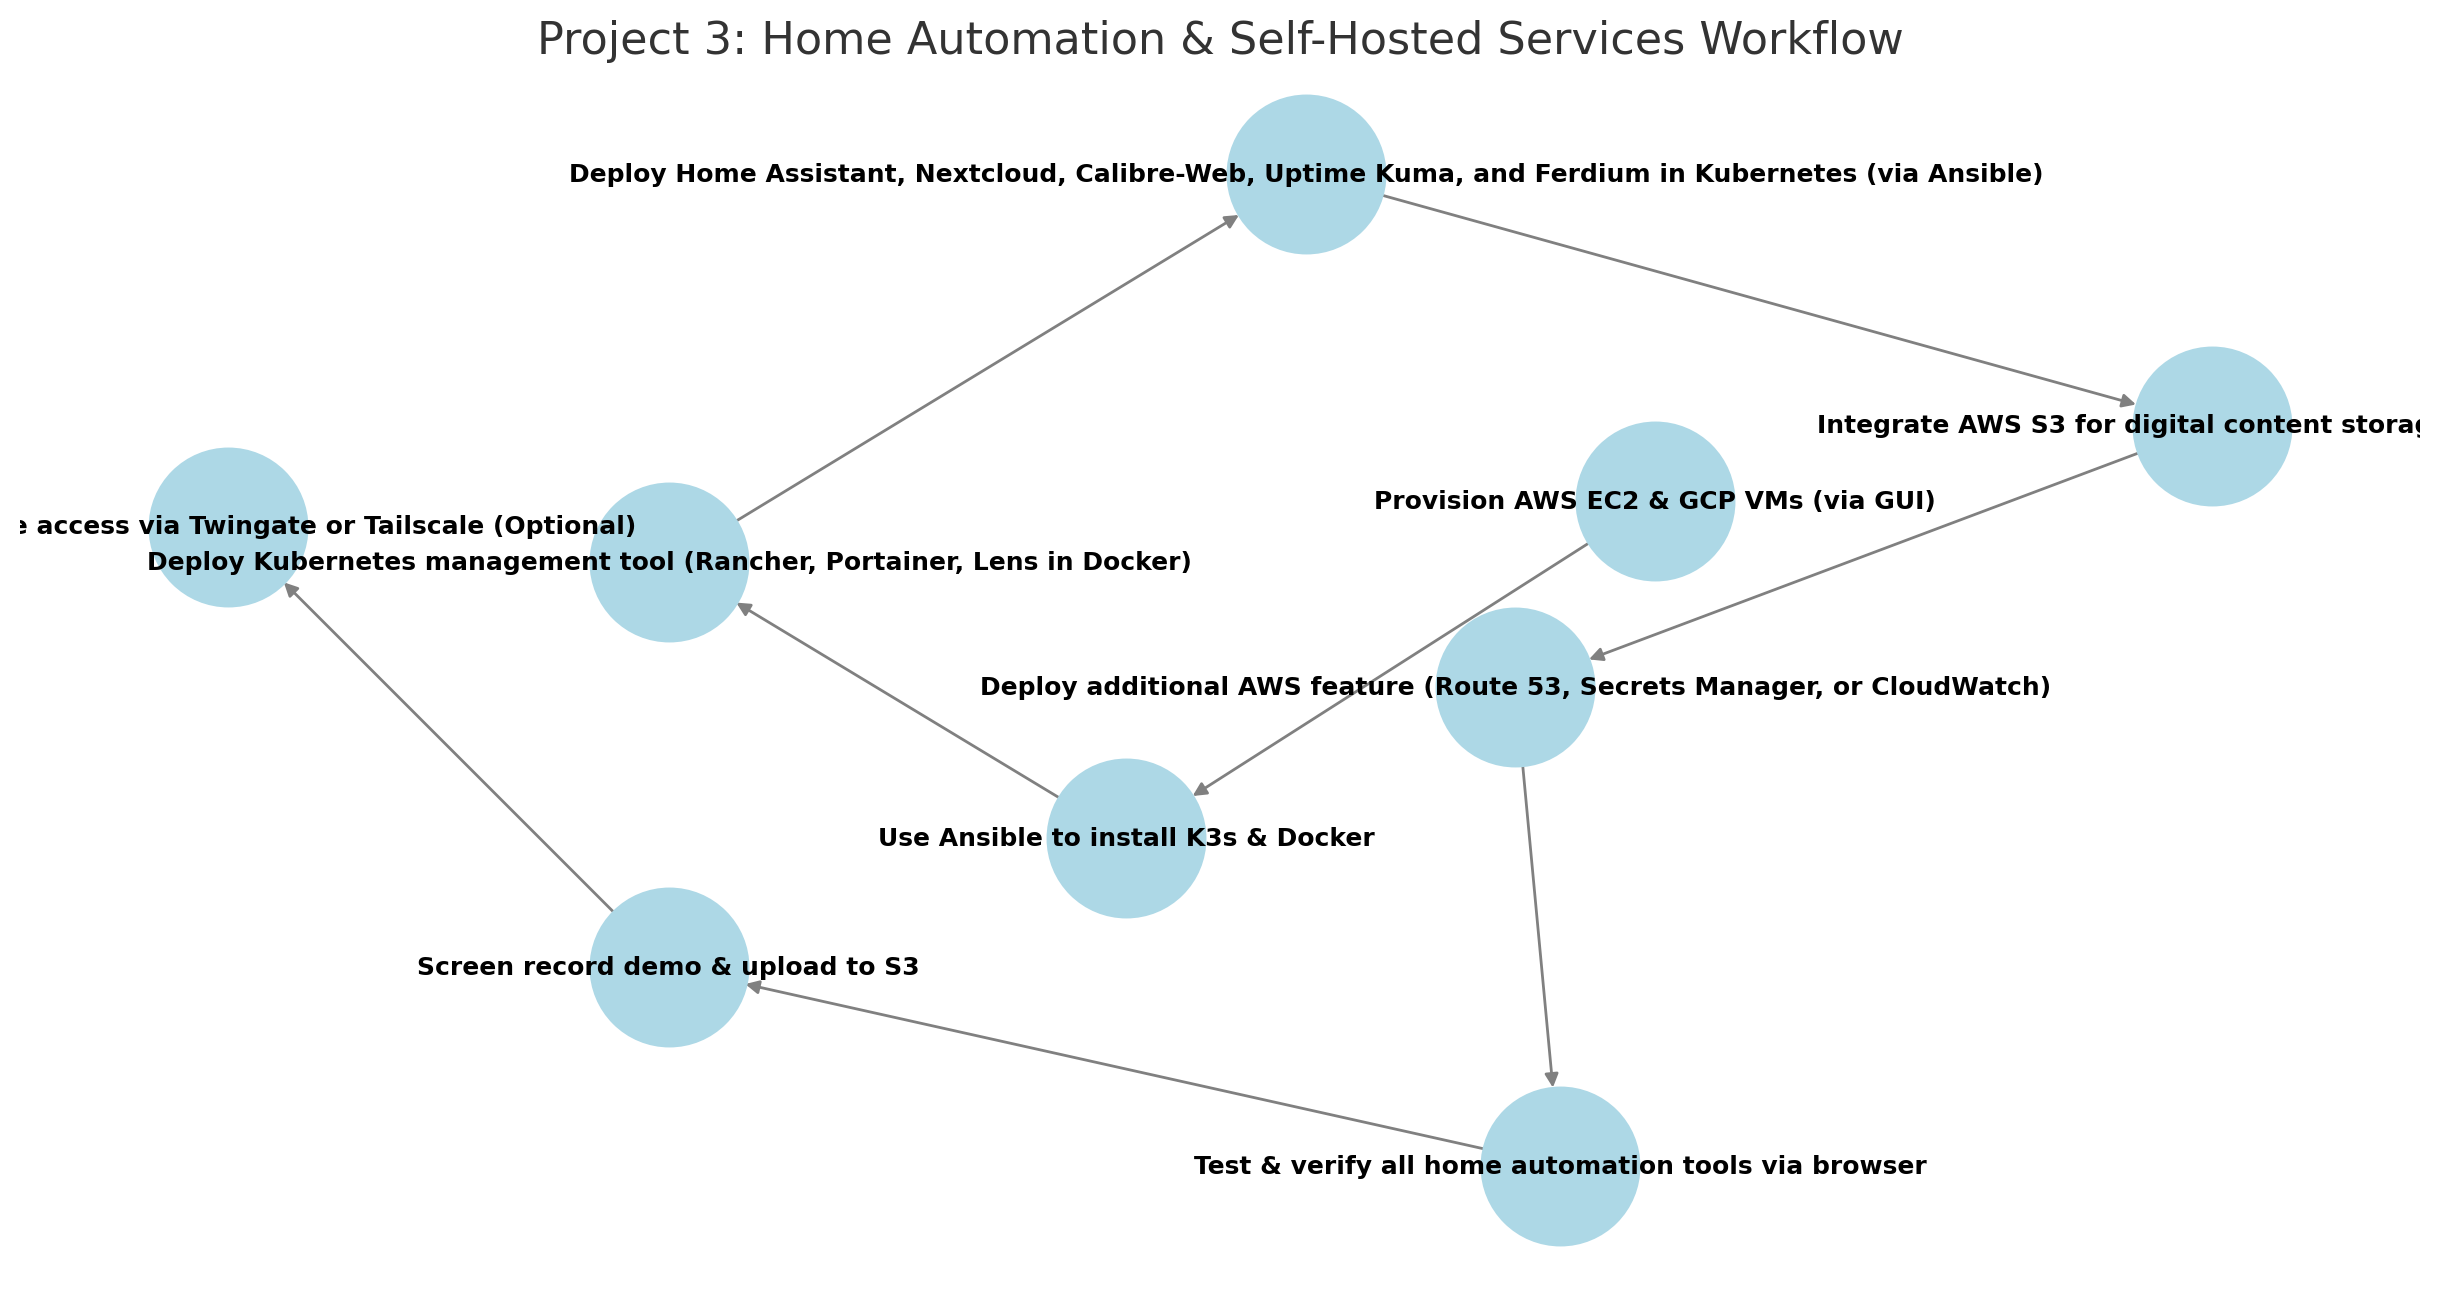 Project 3: Home Automation & Self-Hosted Services Workflow
Deploy Home Assistant, Nextcloud, Calibre-Web, Uptime Kuma, and Ferdium in Kubernetes (via Ansible)
Integrate AWS S3 for digital content
Provision AWS EC2 & GCP VMs (via GUI)
access via Twingate or Tailscale (Optional)
Deploy Kubernetes management tool (Rancher, Portainer, Lens in Docker)
Deploy additional AWS feature (Route 53, Secrets Manager, or CloudWatch)
Use Ansible to install K3s & Docker
Screen record demo & upload to S3
Test & verify all home automation tools via browser